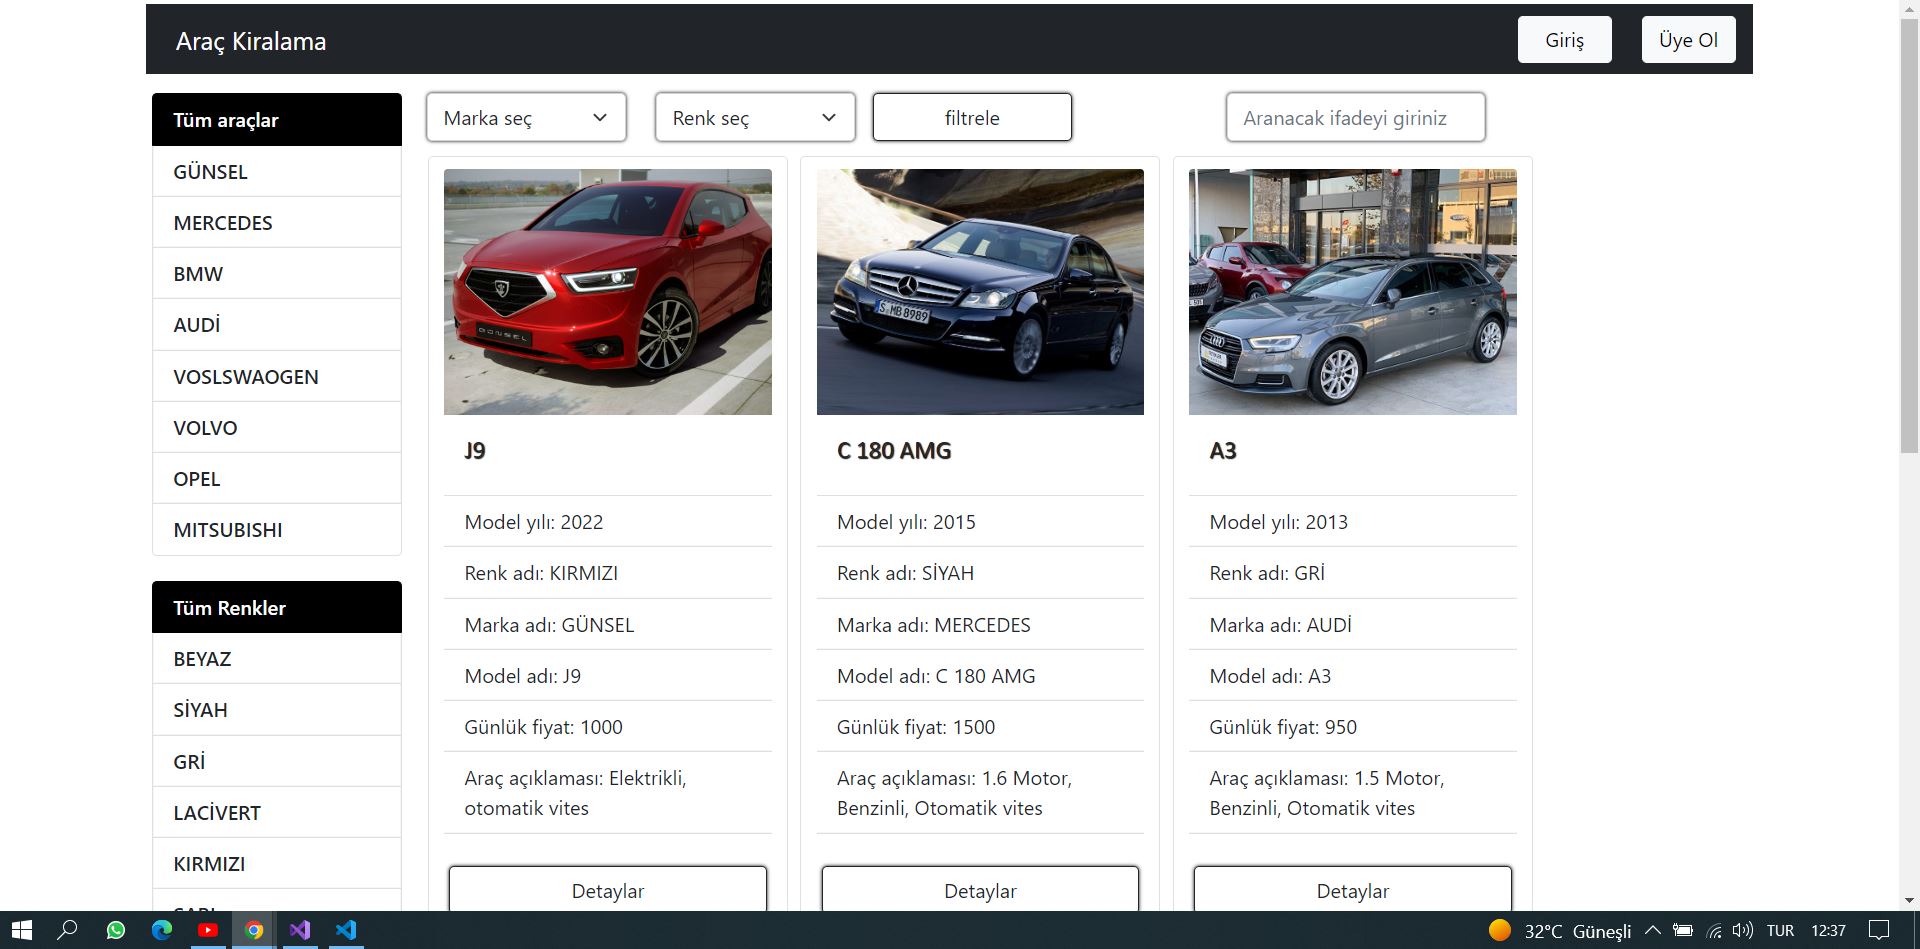 Araç Kiralama
Giriş
Üye Ol
Tüm araçlar
GÜNSEL
MERCEDES
BMW
AUDİ
VOSLSWAOGEN
VOLVO
OPEL
MITSUBISHI
Tüm Renkler
BEYAZ
SİYAH
GRİ
LACİVERT
KIRMIZI
Marka seç
Renk seç
filtrele
Aranacak ifadeyi giriniz
GÜNSEL
J9
Model yılı: 2022
Renk adı: KIRMIZI
Marka adı: GÜNSEL
Model adı: J9
Günlük fiyat: 1000
Araç açıklaması: Elektrikli,
otomatik vites
Detaylar
S MB 8989
C 180 AMG
Model yılı: 2015
Renk adı: SİYAH
Marka adı: MERCEDES
Model adı: C 180 AMG
Günlük fiyat: 1500
Araç açıklaması: 1.6 Motor,
Benzinli, Otomatik vites
Detaylar
A3
Model yılı: 2013
Renk adı: GRİ
Marka adı: AUDİ
Model adı: A3
Günlük fiyat: 950
Araç açıklaması: 1.5 Motor,
Benzinli, Otomatik vites
Detaylar
32°C Güneşli
TUR
12:37